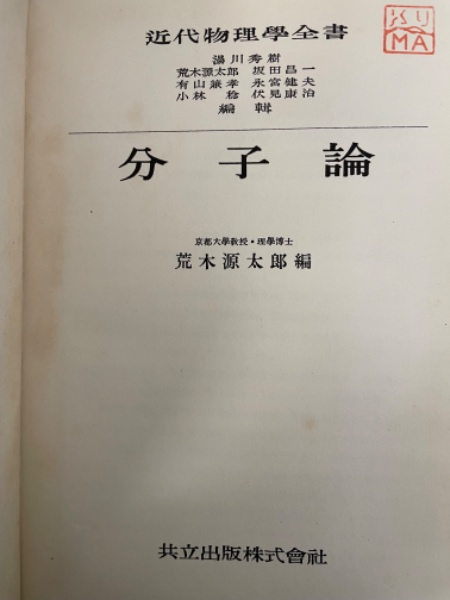 近代物理學全書
湯川秀樹
荒木源太郎 坂田昌一
有山兼孝 永宮健夫
小林稔 伏見康治
編輯
分子論
京都大學教授・理學博士
荒木源太郎編
共立出版株式會社
MA